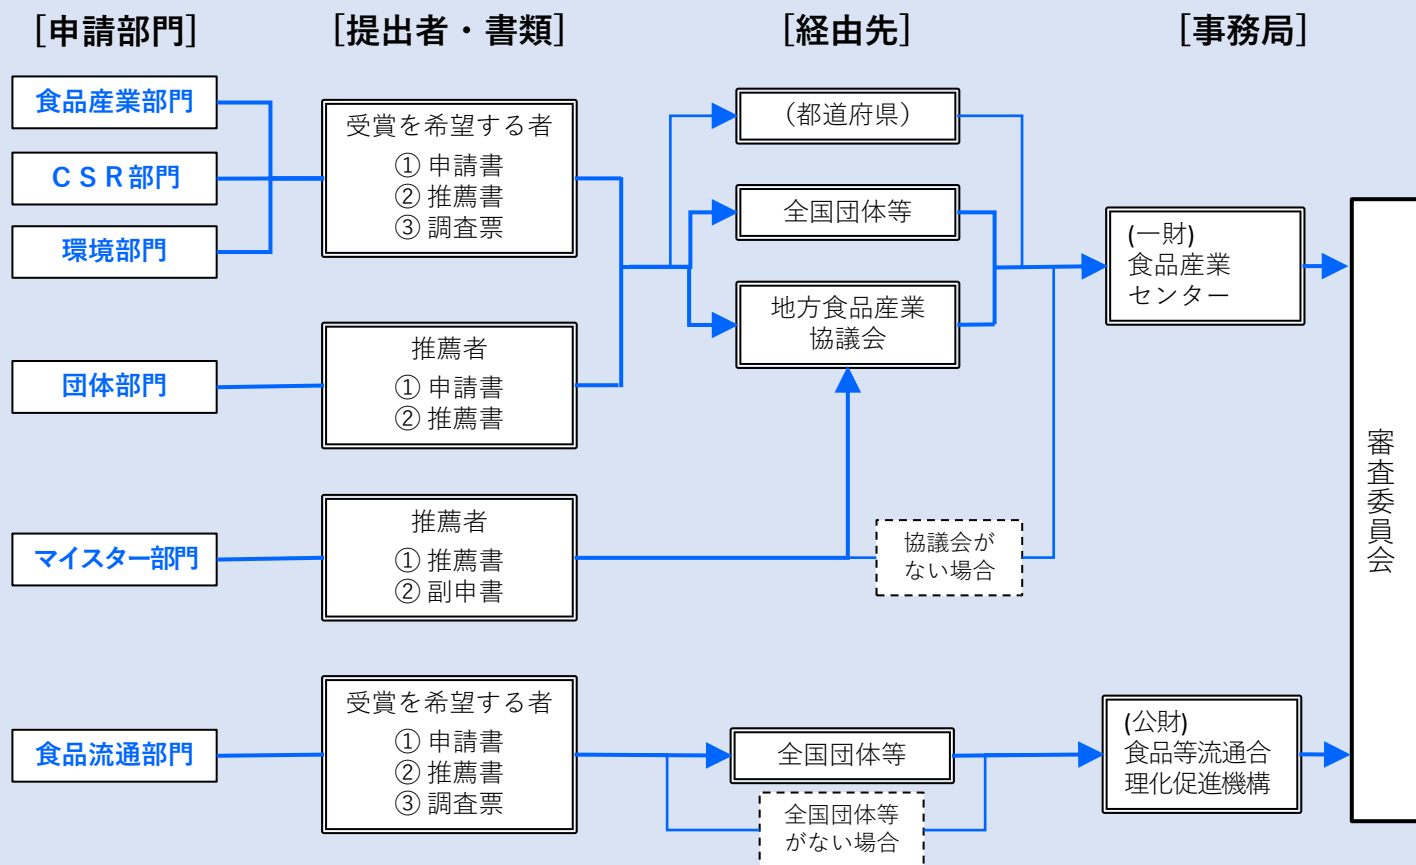 [申請部門]
[提出者・書類]
[経由先]
[事務局]
食品産業部門
ＣＳＲ部門
環境部門
団体部門
マイスター部門
食品流通部門
受賞を希望する者
① 申請書
② 推薦書
③ 調査票
推薦者
① 申請書
② 推薦書
推薦者
① 推薦書
② 副申書
受賞を希望する者
① 申請書
② 推薦書
③ 調査票
（都道府県）
全国団体等
地方食品産業
協議会
協議会が
ない場合
全国団体等
全国団体等
がない場合
(一財)
食品産業
センター
(公財)
食品等流通合
理化促進機構
審査委員会